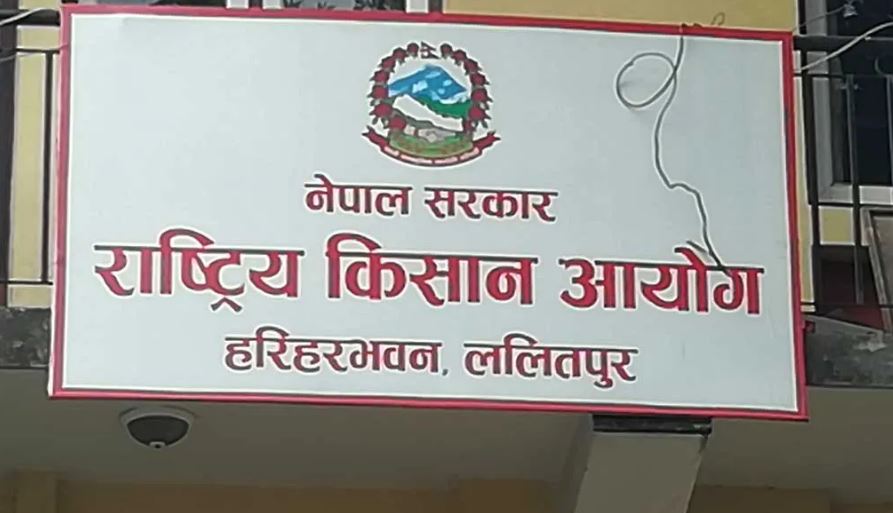 नेपाल सरकार
राष्ट्रिय किसान आयोग
हरिहरभवन, ललितपुर